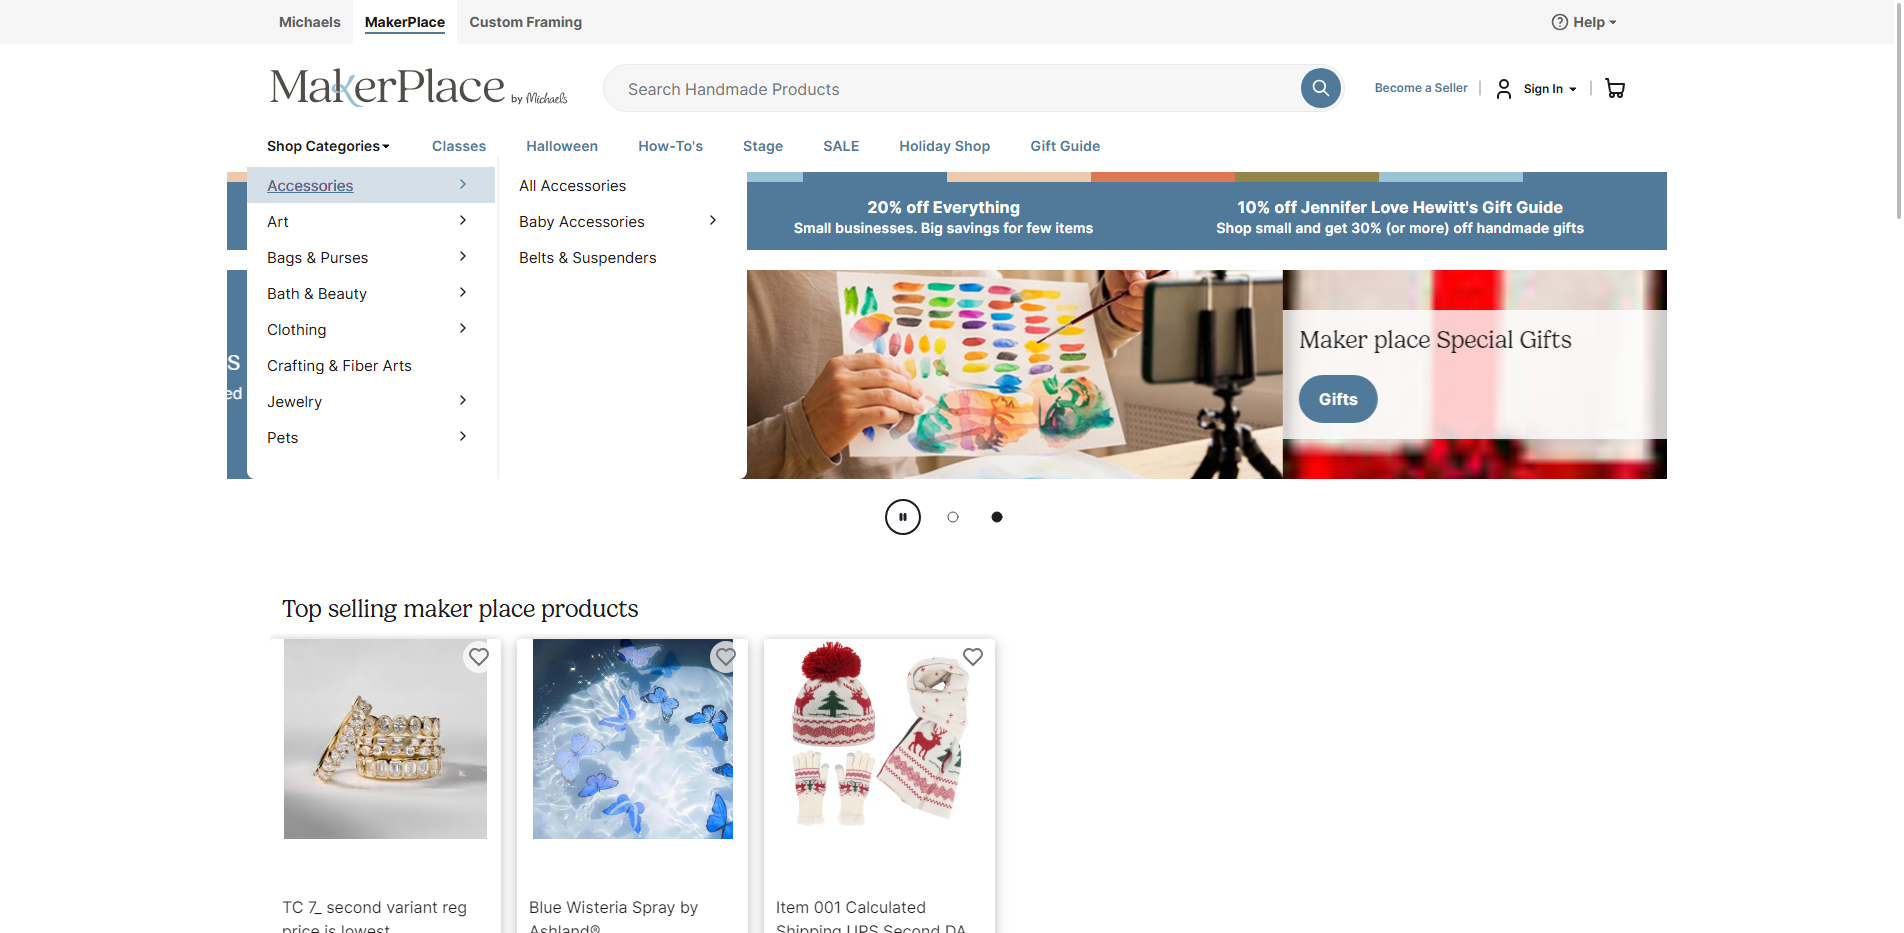 Michaels
MakerPlace
Custom Framing
Help
MakerPlace by Michaels
Search Handmade Products
Become a Seller
Sign In
Shop Categories
Classes
Halloween
How-To's
Stage
SALE
Holiday Shop
Gift Guide
Accessories
Art
Bags & Purses
Bath & Beauty
Clothing
Crafting & Fiber Arts
Jewelry
Pets
All Accessories
Baby Accessories
Belts & Suspenders
20% off Everything
Small businesses. Big savings for few items
10% off Jennifer Love Hewitt's Gift Guide
Shop small and get 30% (or more) off handmade gifts
Maker place Special Gifts
Gifts
Top selling maker place products
TC 7_ second variant reg
price is lowest
Blue Wisteria Spray by
Ashland®
Item 001 Calculated
Shipping UPS Second DA